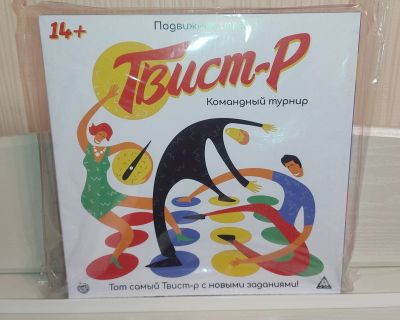 14+
Подвижная игра
Твист-Р
Командный турнир
Тот самый Твист-р с новыми заданиями!